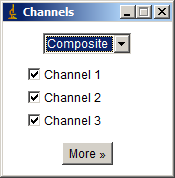 Channels
Composite
Channel 1
Channel 2
Channel 3
More »